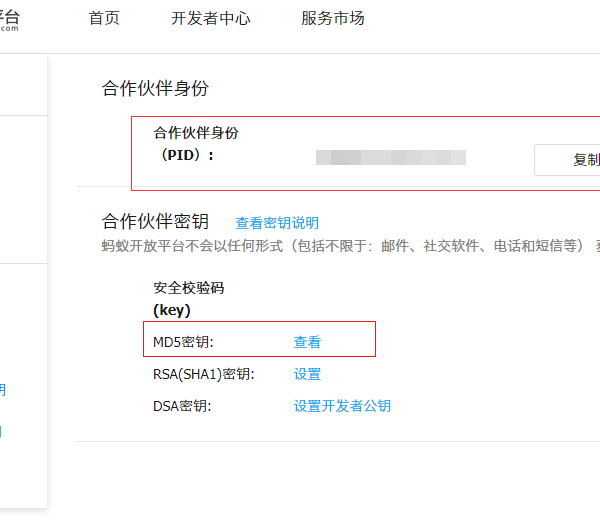 平台
com
首页 开发者中心 服务市场
合作伙伴身份
合作伙伴身份
（PID）:
复制
合作伙伴密钥 查看密钥说明
蚂蚁开放平台不会以任何形式（包括不限于：邮件、社交软件、电话和短信等）
安全校验码
(key)
MD5密钥: 查看
RSA(SHA1)密钥: 设置
DSA密钥: 设置开发者公钥